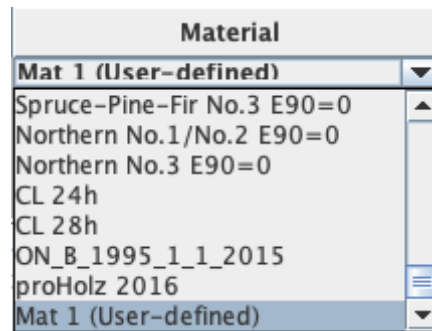 Material
Mat 1 (User-defined)
Spruce-Pine-Fir No.3 E90=0
Northern No.1/No.2 E90=0
Northern No.3 E90=0
CL 24h
CL 28h
ON_B_1995_1_1_2015
proHolz 2016
Mat 1 (User-defined)